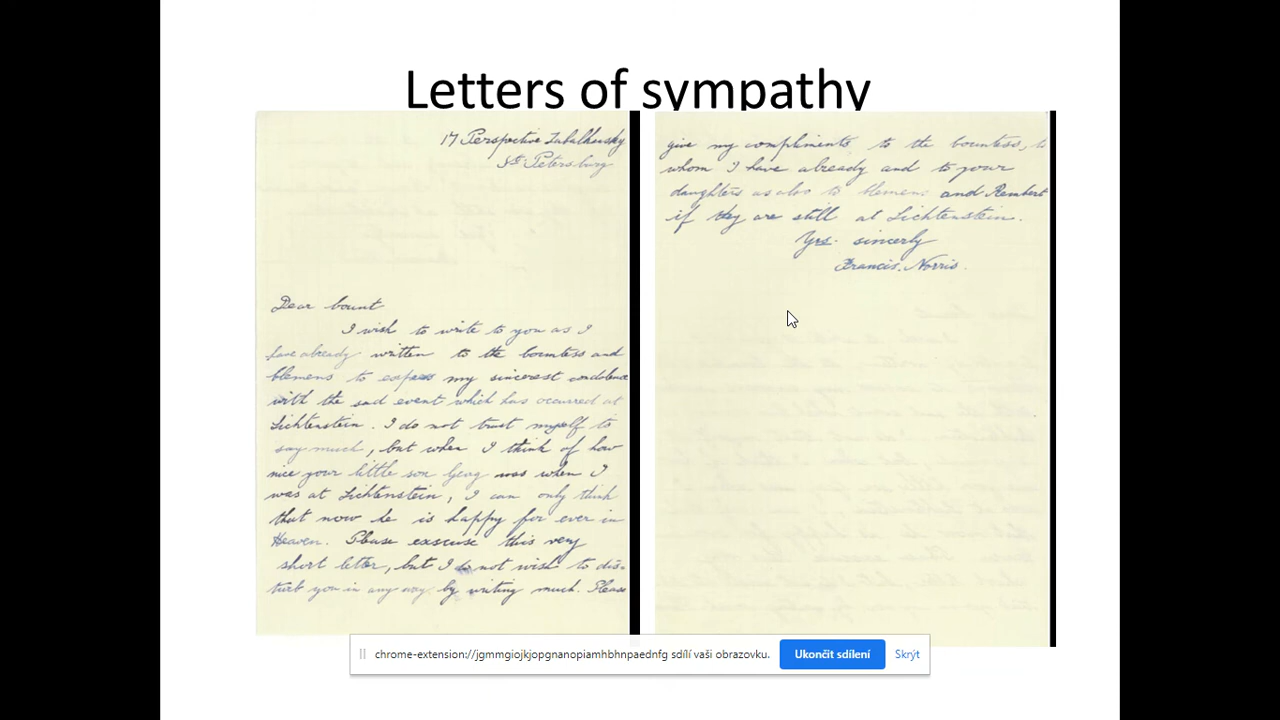 Letters of sympathy
17 Perspective Zabalkansky
St. Petersburg
Dear Count
I wish to write to you as I
have already written to the Countess and
Clemens to express my sincerest condolence
with the sad event which has occurred at
Lichtenstein. I do not trust myself to
say much, but when I think of how
nice your little son Georg was when I
was at Lichtenstein, I can only think
that now he is happy for ever in
Heaven. Please exscuse this very
short letter, but I do not wish to dis-
turb you in any way by writing much. Please
give my compliments to the Countess, to
whom I have already and to your
daughters as also to Clemens and Rembert
if they are still at Lichtenstein.
Yrs. sincerly
Francis. Norris.
chrome-extension://jgmmgiojkjopgnanopiamhbhnpaednfg sdílí vaši obrazovku.
Ukončit sdílení
Skrýt